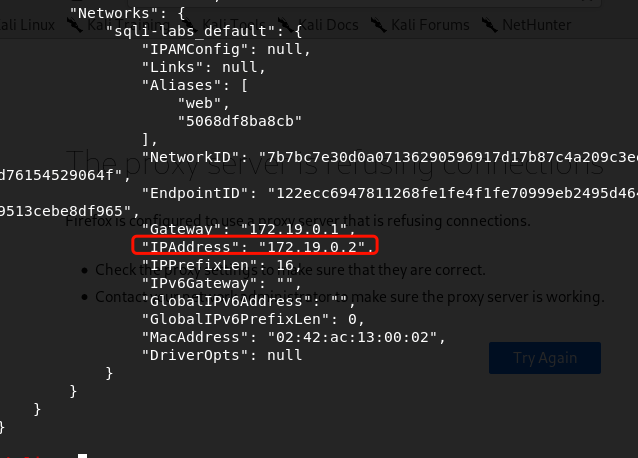 "Networks": {
Kali Linux Kali Training Kali Tools Kali Docs Kali Forums NetHunter
"sqli-labs_default": {
"IPAMConfig": null,
"Links": null,
"Aliases": [
"web",
"5068df8ba8cb"
],
The proxy server is refusing connections
"NetworkID": "7b7bc7e30d0a07136290596917d17b87c4a209c3e
d76154529064f",
"EndpointID": "122ecc6947811268fe1fe4f1fe70999eb2495d464
9513cebe8df965",
Firefox is configured to use a proxy server that is refusing connections.
"Gateway": "172.19.0.1",
"IPAddress": "172.19.0.2",
"IPPrefixLen": 16,
Check the proxy settings to make sure that they are correct.
"IPv6Gateway": "",
"GlobalIPv6Address": "",
Contact your network administrator to make sure the proxy server is working.
"GlobalIPv6PrefixLen": 0,
"MacAddress": "02:42:ac:13:00:02",
"DriverOpts": null
Try Again
}
}
}
}